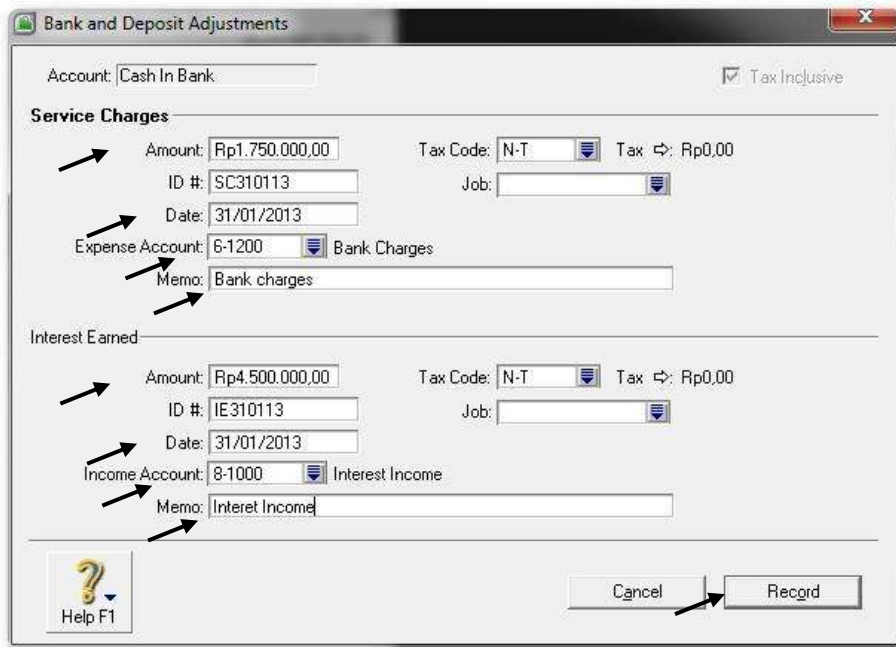 Bank and Deposit Adjustments
Account: Cash In Bank Tax Inclusive
Service Charges
Amount: Rp1.750.000,00 Tax Code: N-T Tax ⇨: Rp0,00
ID #: SC310113 Job:
Date: 31/01/2013
Expense Account: 6-1200 Bank Charges
Memo: Bank charges
Interest Earned
Amount: Rp4.500.000,00 Tax Code: N-T Tax ⇨: Rp0,00
ID #: IE310113 Job:
Date: 31/01/2013
Income Account: 8-1000 Interest Income
Memo: Interet Income
Help F1 Cancel Record